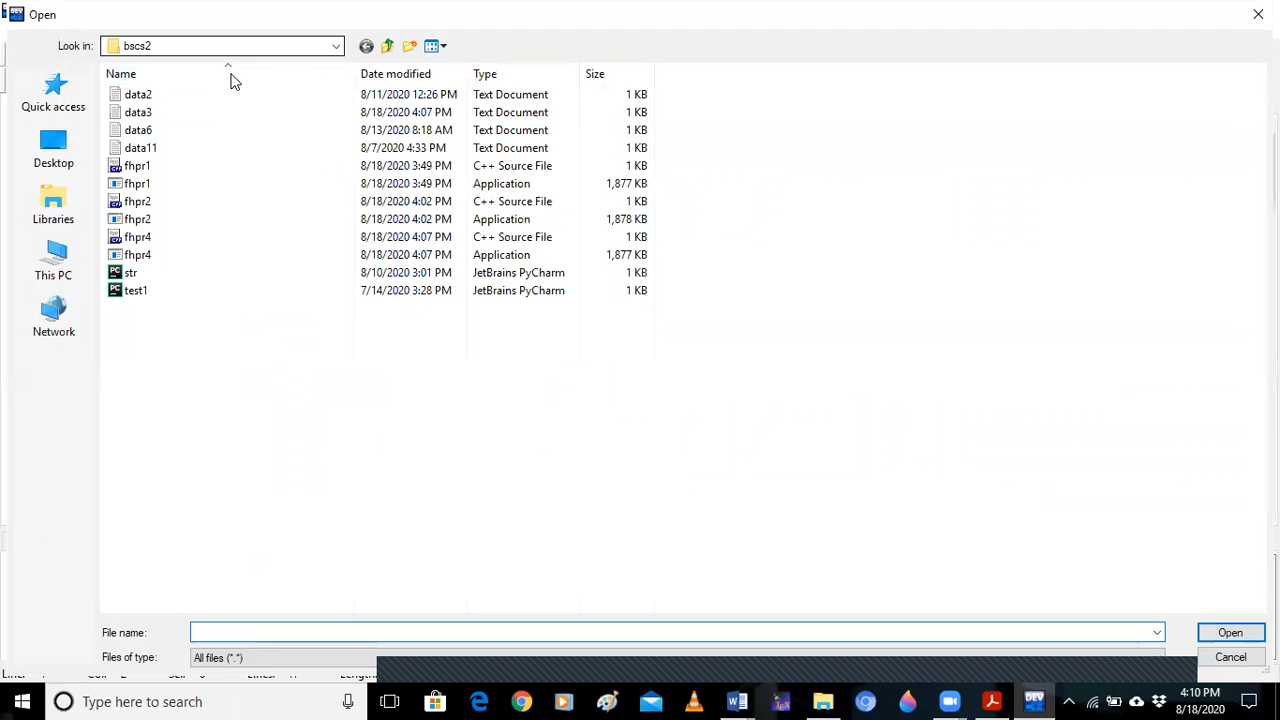 Open
Look in: bscs2
Name Date modified Type Size
data2 8/11/2020 12:26 PM Text Document 1 KB
data3 8/18/2020 4:07 PM Text Document 1 KB
data6 8/13/2020 8:18 AM Text Document 1 KB
data11 8/7/2020 4:33 PM Text Document 1 KB
fhpr1 8/18/2020 3:49 PM C++ Source File 1 KB
fhpr1 8/18/2020 3:49 PM Application 1,877 KB
fhpr2 8/18/2020 4:02 PM C++ Source File 1 KB
fhpr2 8/18/2020 4:02 PM Application 1,878 KB
fhpr4 8/18/2020 4:07 PM C++ Source File 1 KB
fhpr4 8/18/2020 4:07 PM Application 1,877 KB
str 8/10/2020 3:01 PM JetBrains PyCharm 1 KB
test1 7/14/2020 3:28 PM JetBrains PyCharm 1 KB
Quick access
Desktop
Libraries
This PC
Network
File name: Open
Files of type: All files (*.*) Cancel
Type here to search
4:10 PM
8/18/2020